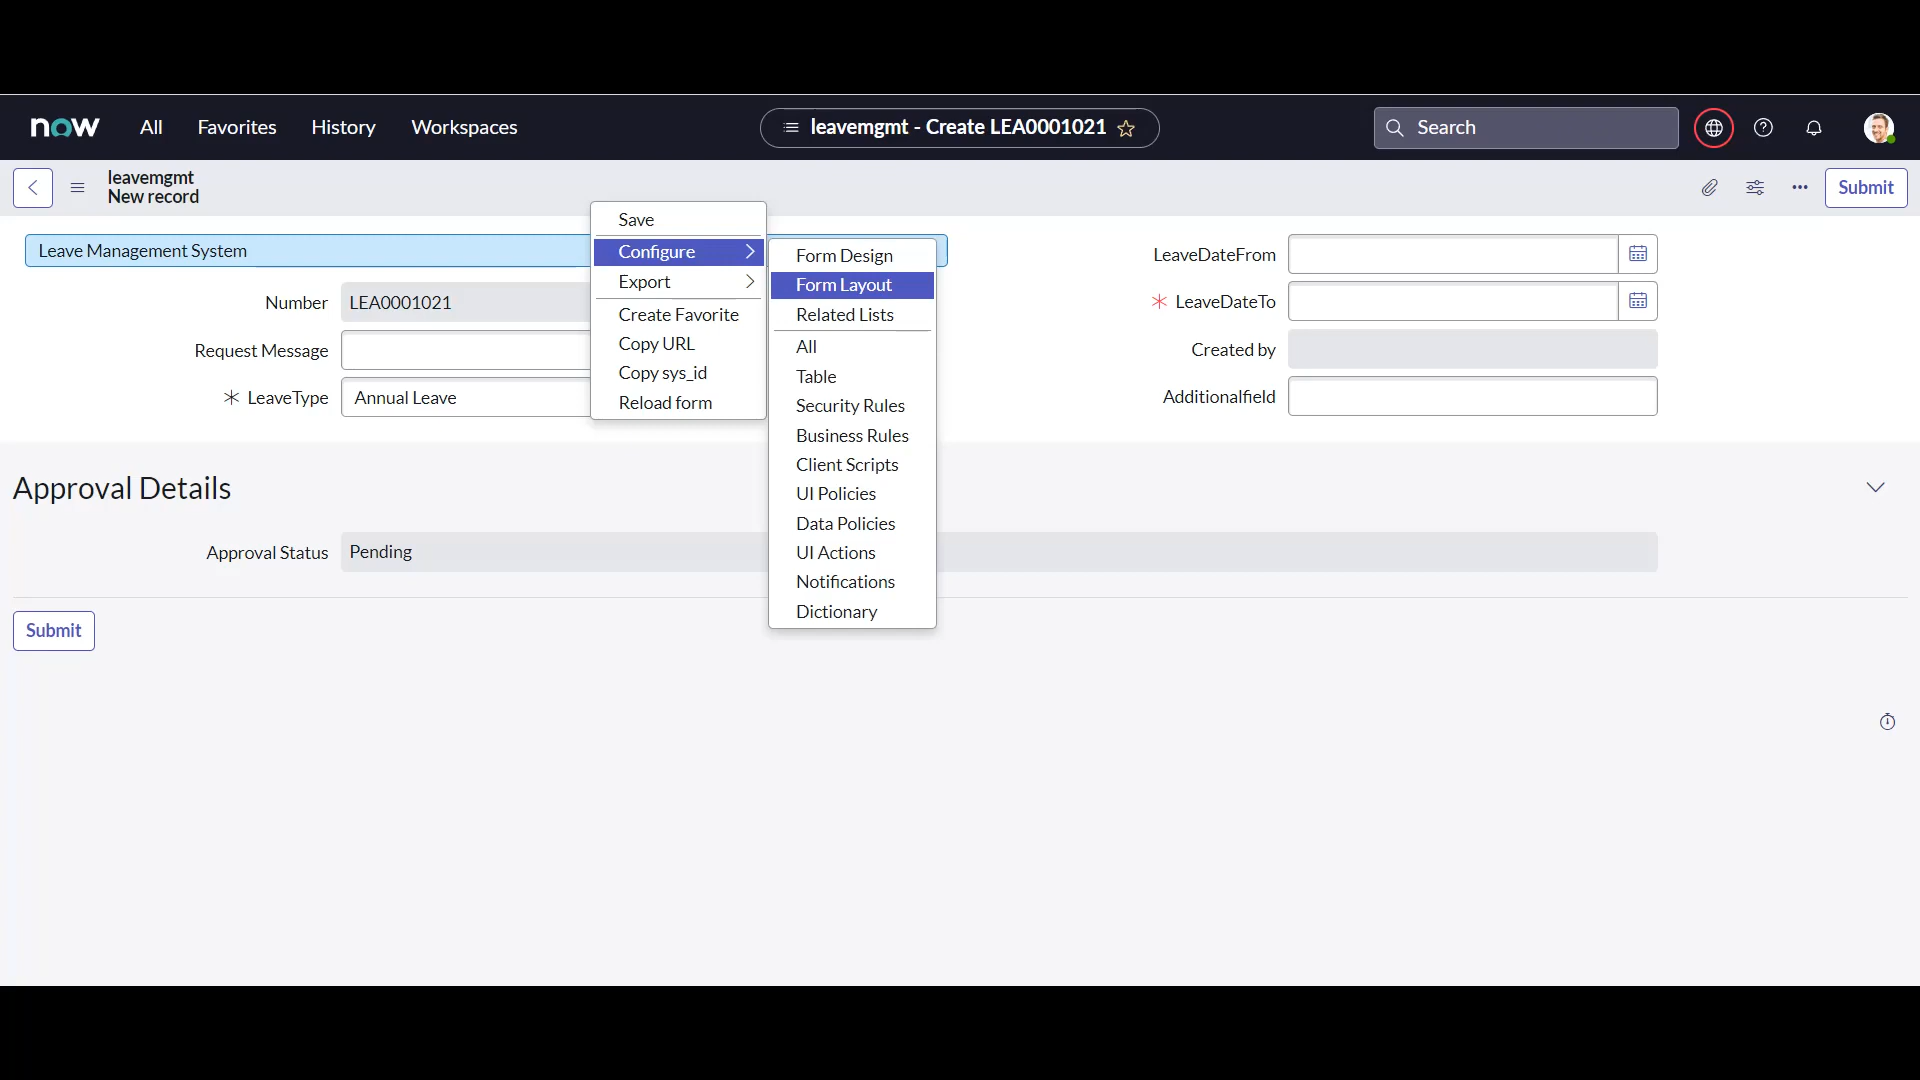 now All Favorites History Workspaces leavemgmt - Create LEA0001021 Search
leavemgmt
New record
Submit
Leave Management System
Number LEA0001021
Request Message
LeaveType Annual Leave
LeaveDateFrom
LeaveDateTo
Created by
Additionalfield
Save
Configure
Export
Create Favorite
Copy URL
Copy sys_id
Reload form
Form Design
Form Layout
Related Lists
All
Table
Security Rules
Business Rules
Client Scripts
UI Policies
Data Policies
UI Actions
Notifications
Dictionary
Approval Details
Approval Status Pending
Submit